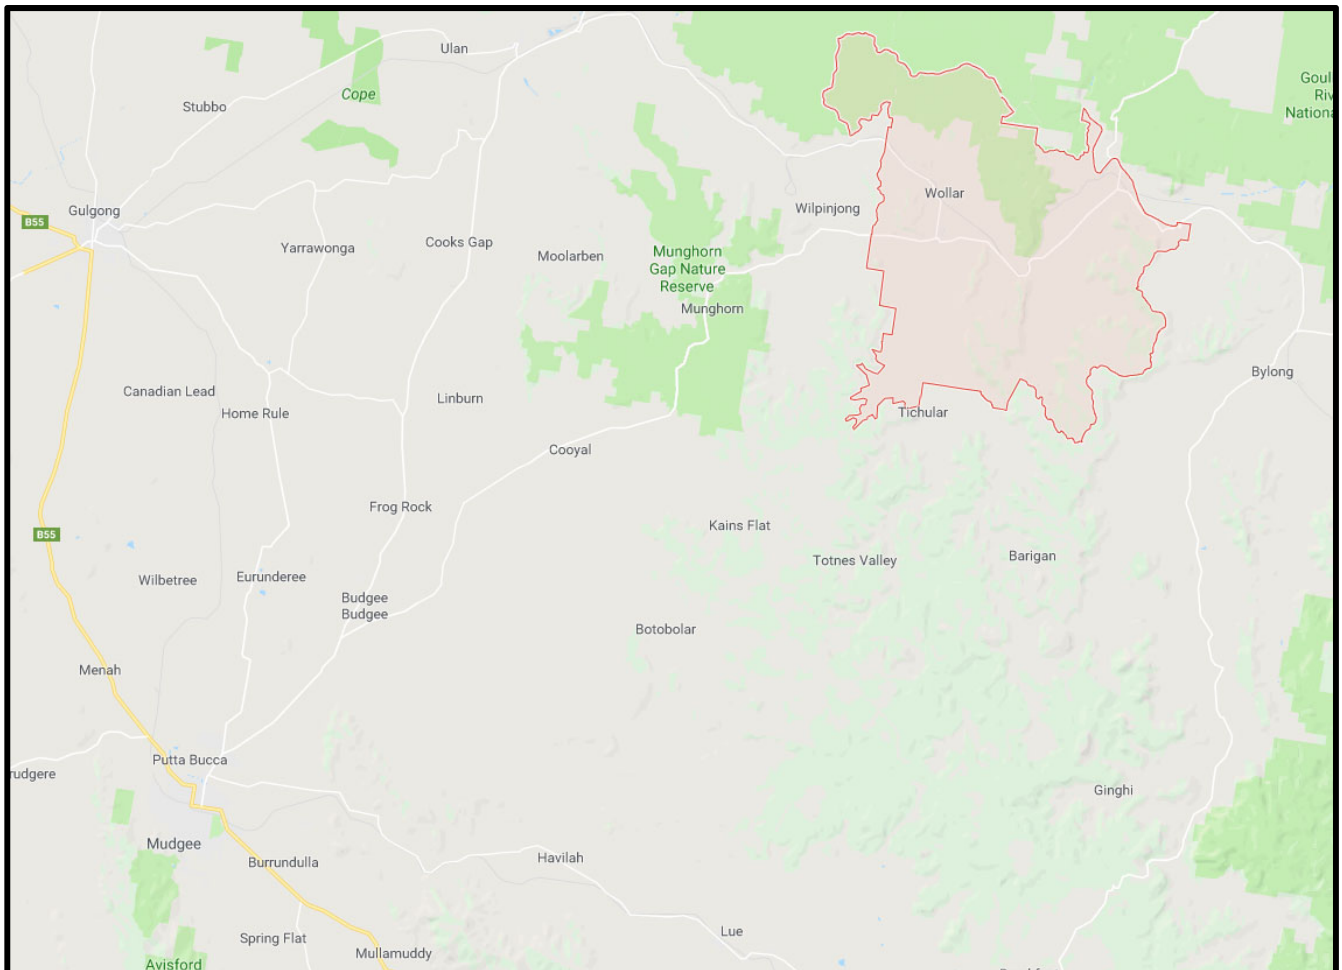 Ulan
Cope
Stubbo
Goul
Riv
Nationa
Gulgong
B55
Wollar
Wilpinjong
Yarrawonga
Cooks Gap
Moolarben
Munghorn
Gap Nature
Reserve
Munghorn
Bylong
Canadian Lead
Home Rule
Linburn
Tichular
Cooyal
Frog Rock
Kains Flat
B55
Totnes Valley
Barigan
Wilbetree
Eurunderee
Budgee
Budgee
Botobolar
Menah
Putta Bucca
rudgere
Ginghi
Mudgee
Burrundulla
Havilah
Lue
Spring Flat
Mullamuddy
Avisford